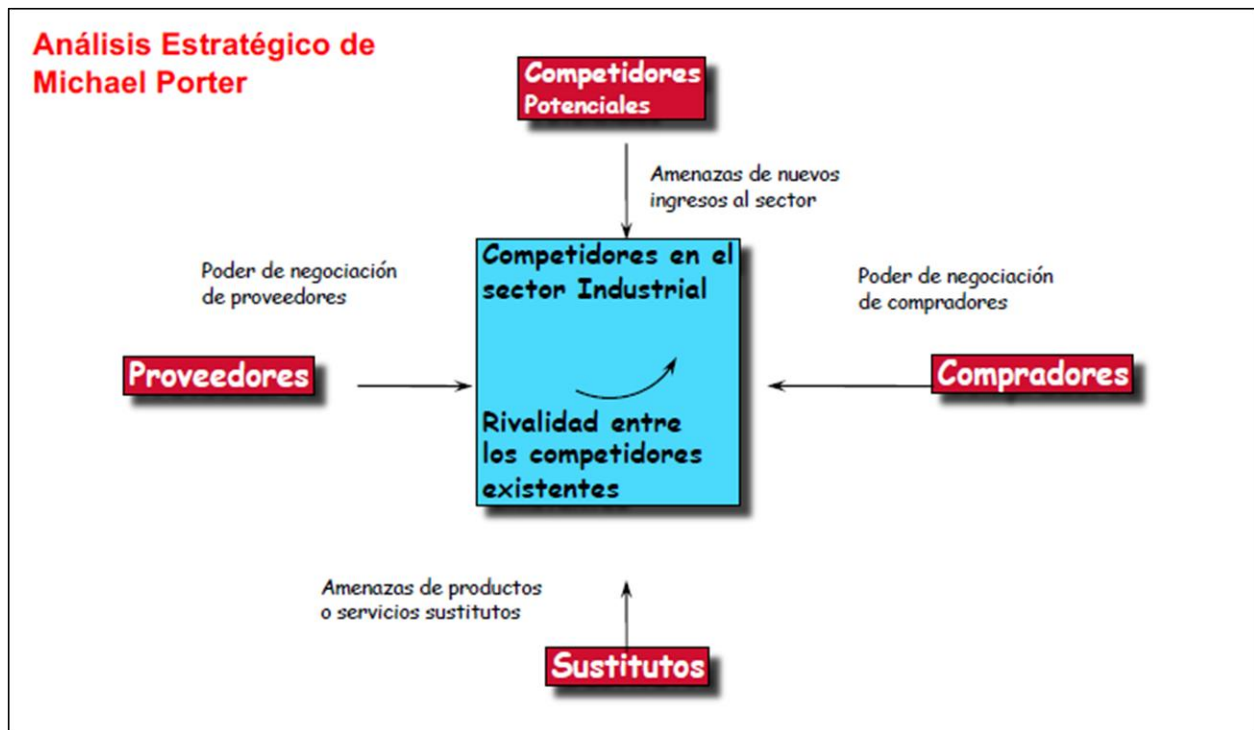 Análisis Estratégico de
Michael Porter
Competidores
Potenciales
Amenazas de nuevos
ingresos al sector
Competidores en el
sector Industrial
Poder de negociación
de proveedores
Poder de negociación
de compradores
Proveedores
Compradores
Rivalidad entre
los competidores
existentes
Amenazas de productos
o servicios sustitutos
Sustitutos